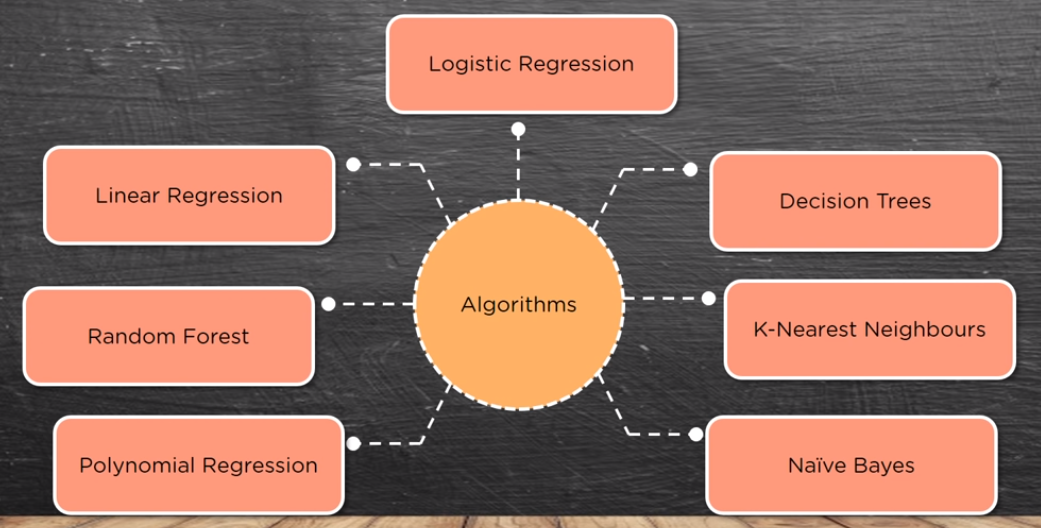 Logistic Regression
Linear Regression
Decision Trees
Algorithms
Random Forest
K-Nearest Neighbours
Polynomial Regression
Naïve Bayes